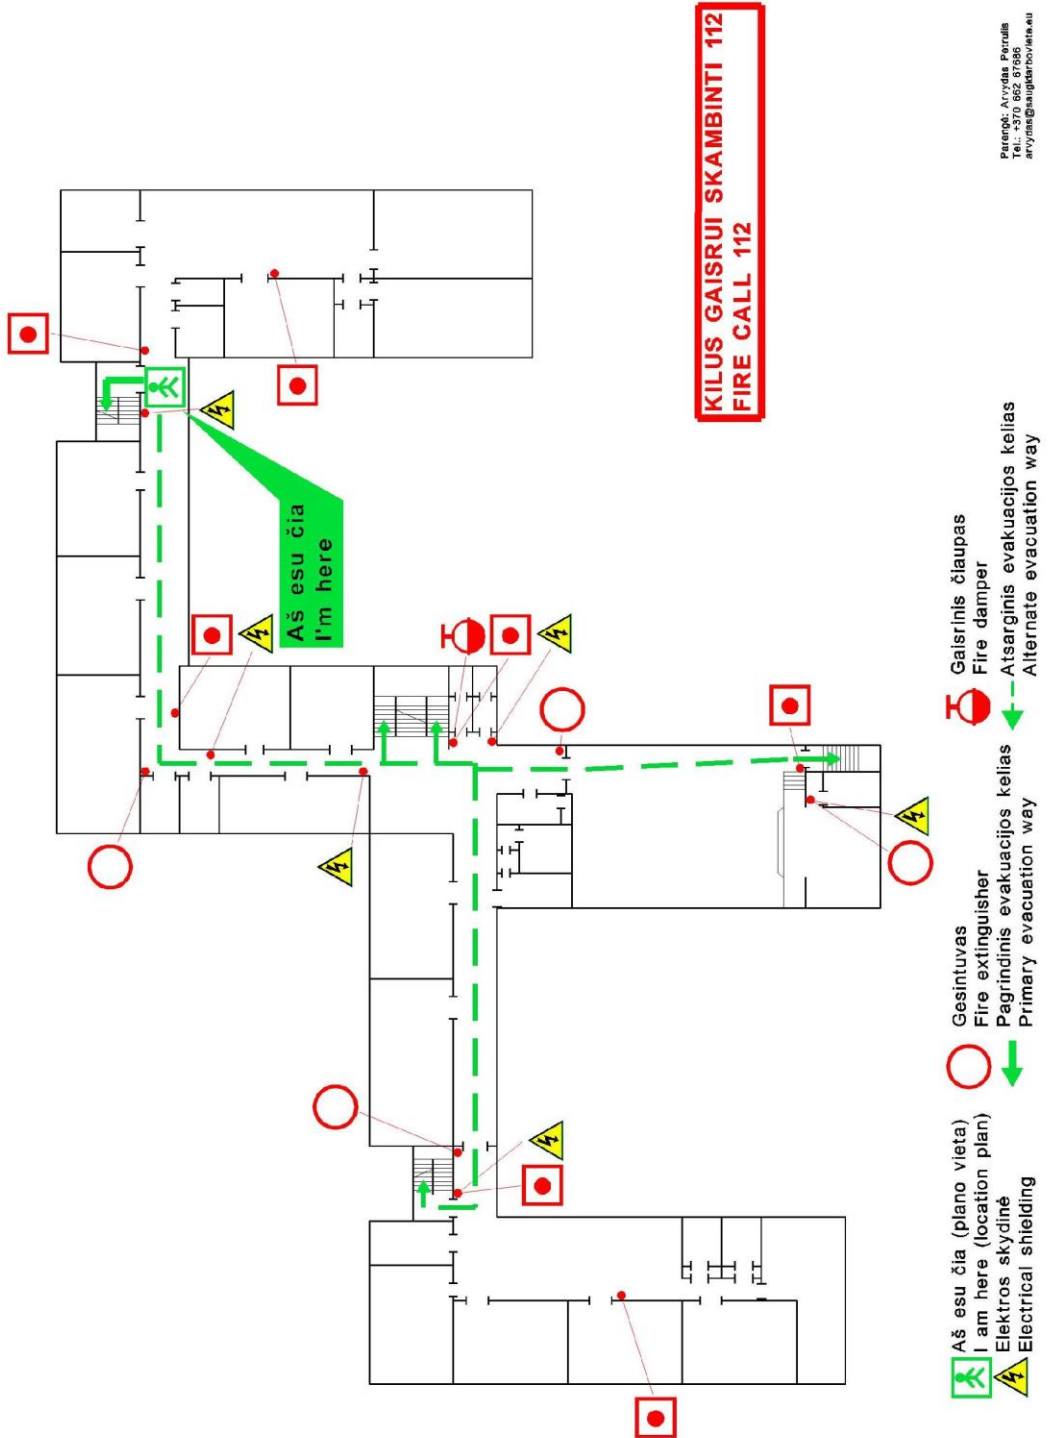 Aš esu čia
I'm here
KILUS GAISRUI SKAMBINTI 112
FIRE CALL 112
Aš esu čia (plano vieta)
I am here (location plan)
Elektros skydinė
Electrical shielding
Gesintuvas
Fire extinguisher
Pagrindinis evakuacijos kelias
Primary evacuation way
Gaisrinis čiaupas
Fire damper
Atsarginis evakuacijos kelias
Alternate evacuation way
Parengė: Arvydas Petrulis
Tel.: +370 662 67686
arvydas@saugidarbovieta.eu